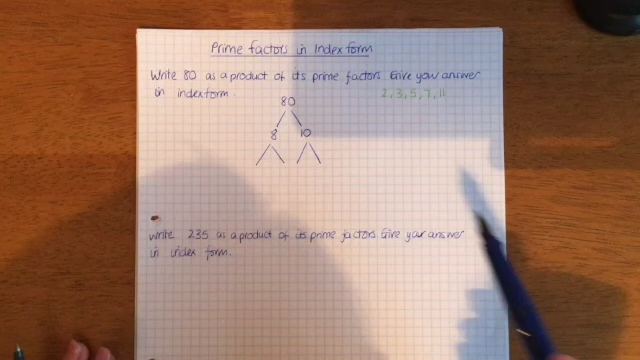 Prime factors in Index form
Write 80 as a product of its prime factors. Give your answer
in index form.
2, 3, 5, 7, 11
80
8 10
Write 235 as a product of its prime factors. Give your answer
in index form.